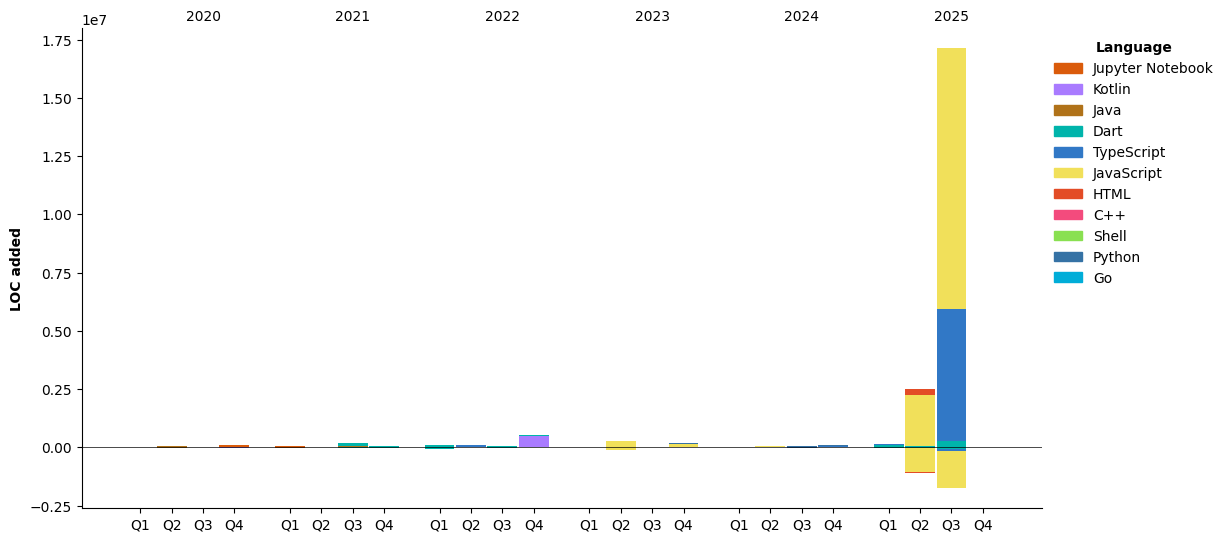 2020 2021 2022 2023 2024 2025
1e7
1.75
1.50
1.25
1.00
0.75
0.50
0.25
0.00
−0.25
LOC added
Q1 Q2 Q3 Q4 Q1 Q2 Q3 Q4 Q1 Q2 Q3 Q4 Q1 Q2 Q3 Q4 Q1 Q2 Q3 Q4 Q1 Q2 Q3 Q4
Language
Jupyter Notebook
Kotlin
Java
Dart
TypeScript
JavaScript
HTML
C++
Shell
Python
Go